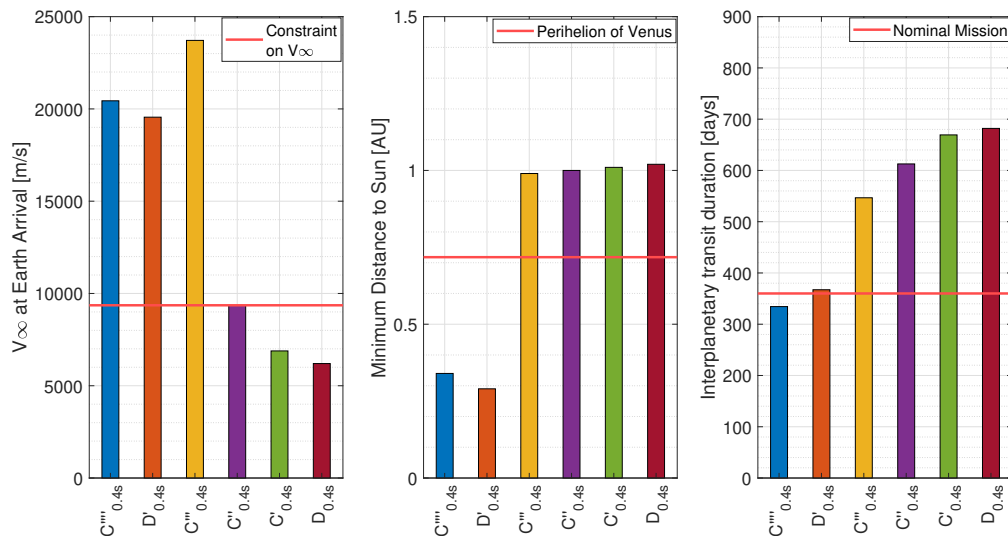 V∞ at Earth Arrival [m/s]
25000
20000
15000
10000
5000
0
Constraint
on V∞
C''''0.4s
D'0.4s
C'''0.4s
C''0.4s
C'0.4s
D0.4s
Minimum Distance to Sun [AU]
1.5
1
0.5
0
Perihelion of Venus
C''''0.4s
D'0.4s
C'''0.4s
C''0.4s
C'0.4s
D0.4s
Interplanetary transit duration [days]
900
800
700
600
500
400
300
200
100
0
Nominal Mission
C''''0.4s
D'0.4s
C'''0.4s
C''0.4s
C'0.4s
D0.4s